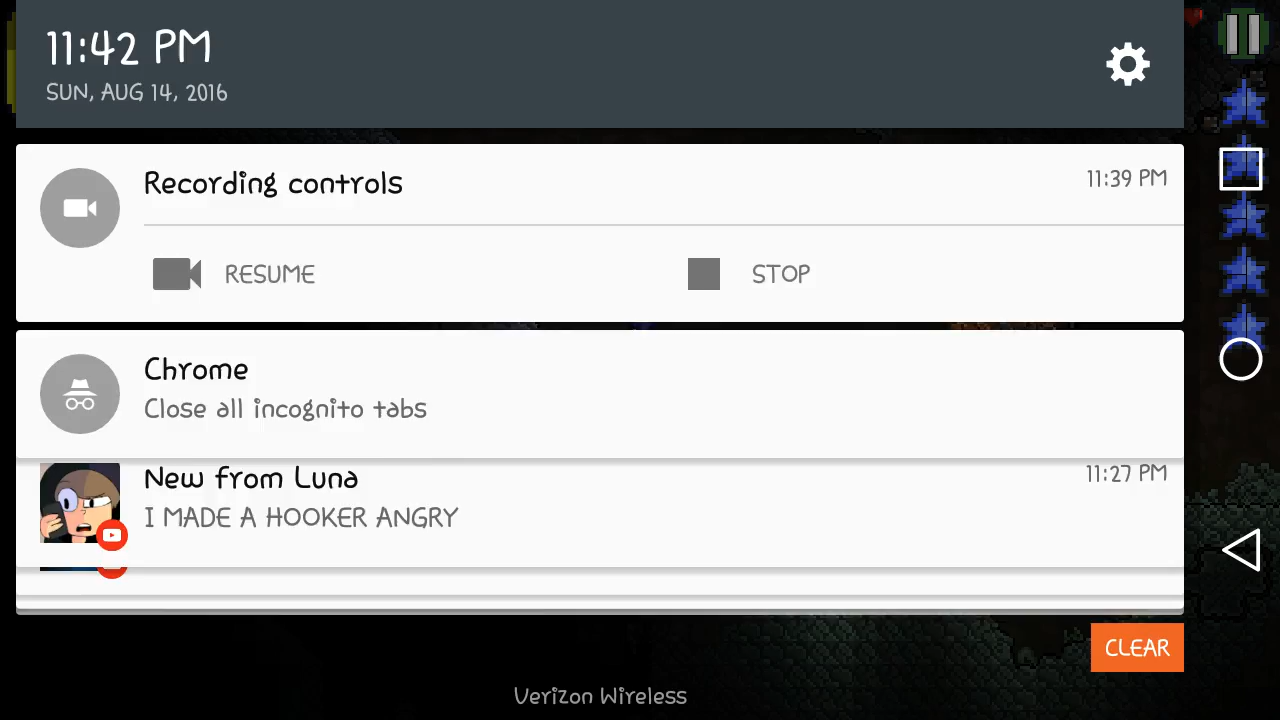 11:42 PM
SUN, AUG 14, 2016
Recording controls
11:39 PM
RESUME
STOP
Chrome
Close all incognito tabs
New from Luna
11:27 PM
I MADE A HOOKER ANGRY
CLEAR
Verizon Wireless